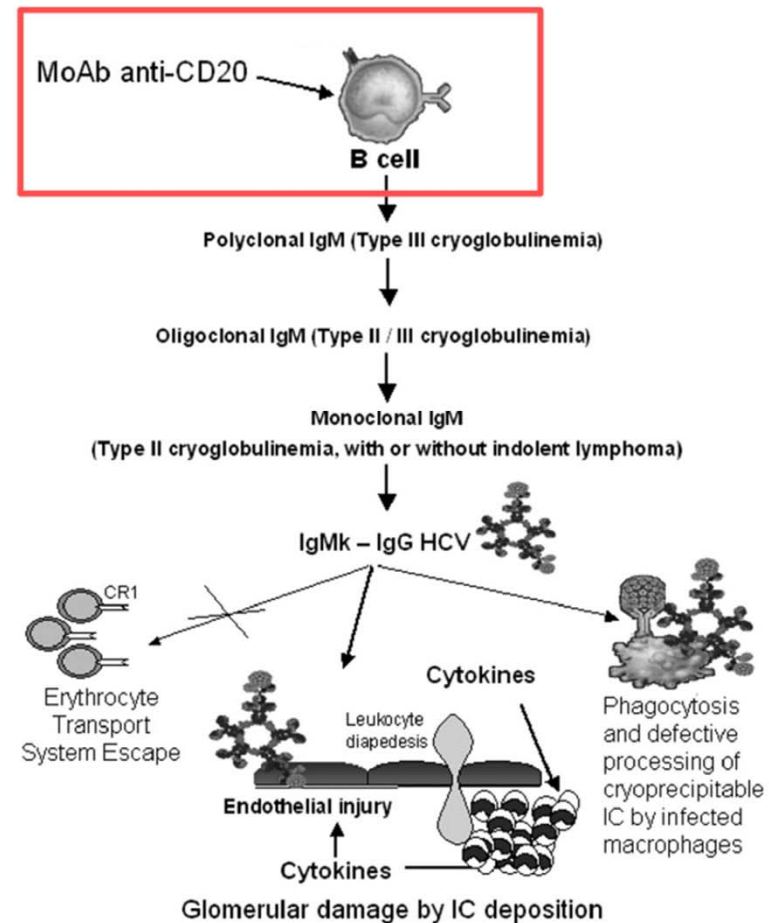 MoAb anti-CD20
B cell
Polyclonal IgM (Type III cryoglobulinemia)
Oligoclonal IgM (Type II / III cryoglobulinemia)
Monoclonal IgM
(Type II cryoglobulinemia, with or without indolent lymphoma)
IgMk – IgG HCV
CR1
Erythrocyte
Transport
System Escape
Cytokines
Leukocyte
diapedesis
Endothelial injury
Cytokines
Phagocytosis
and defective
processing of
cryoprecipitable
IC by infected
macrophages
Glomerular damage by IC deposition